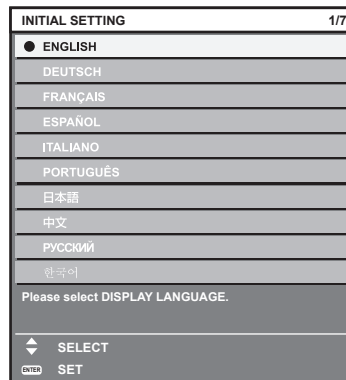 INITIAL SETTING 1/7
ENGLISH
DEUTSCH
FRANÇAIS
ESPAÑOL
ITALIANO
PORTUGUÊS
日本語
中文
РУССКИЙ
한국어
Please select DISPLAY LANGUAGE.
SELECT
ENTER SET